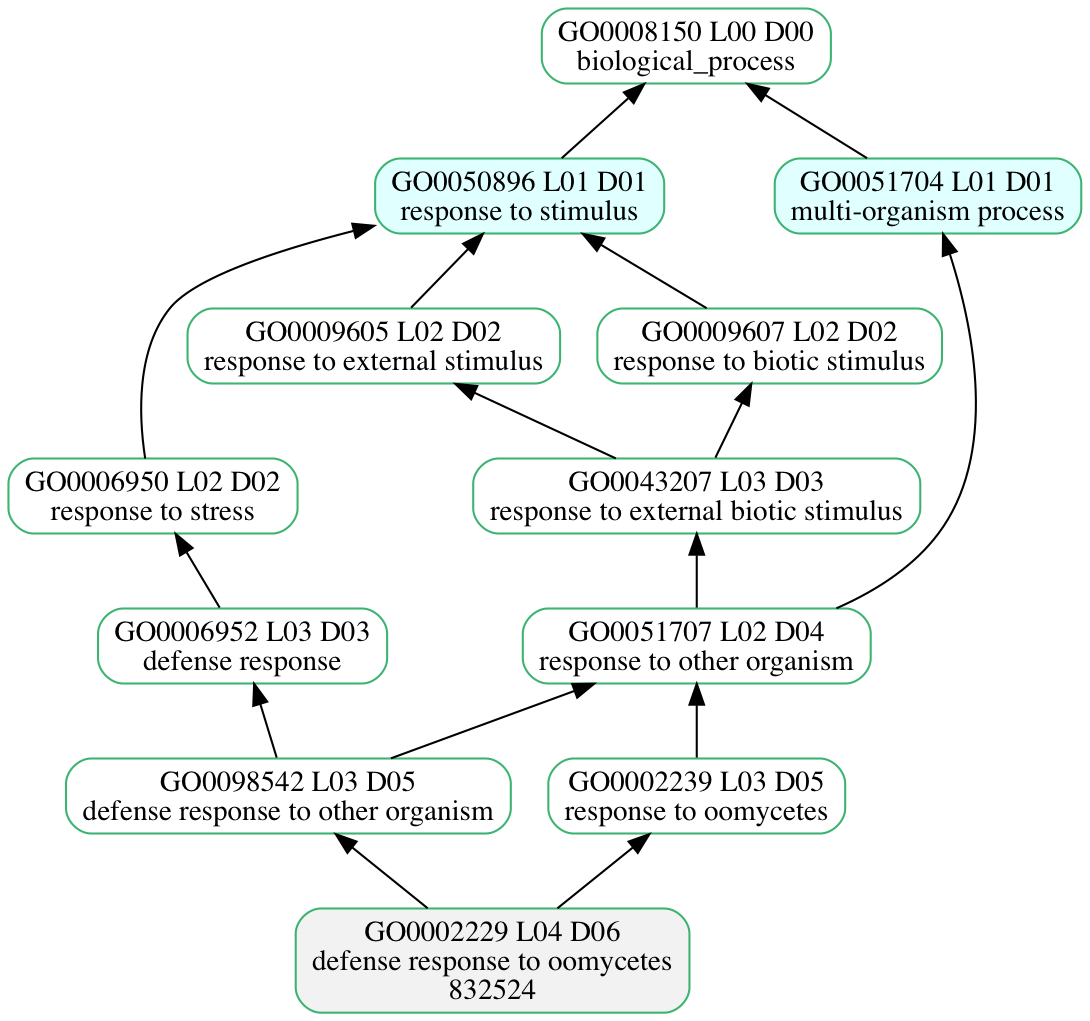 GO0008150 L00 D00
biological_process
GO0050896 L01 D01
response to stimulus
GO0051704 L01 D01
multi-organism process
GO0009605 L02 D02
response to external stimulus
GO0009607 L02 D02
response to biotic stimulus
GO0006950 L02 D02
response to stress
GO0043207 L03 D03
response to external biotic stimulus
GO0006952 L03 D03
defense response
GO0051707 L02 D04
response to other organism
GO0098542 L03 D05
defense response to other organism
GO0002239 L03 D05
response to oomycetes
GO0002229 L04 D06
defense response to oomycetes
832524